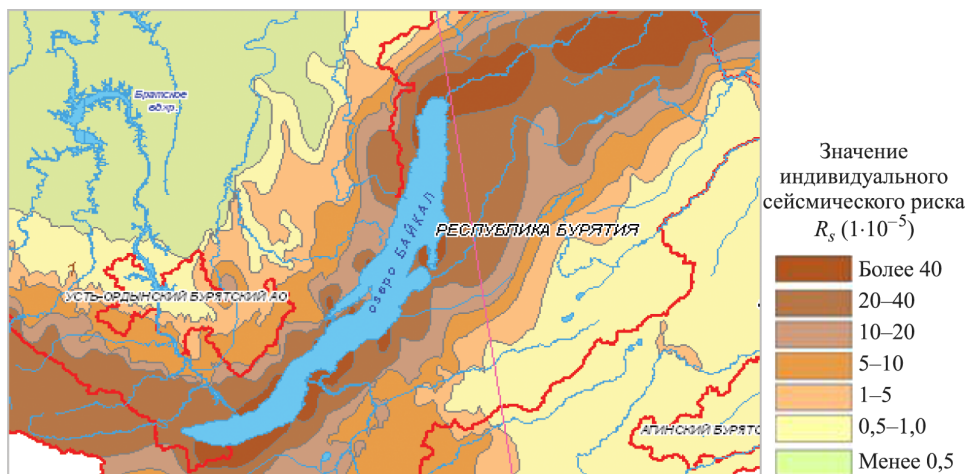 Братское
вдхр.
озеро БАЙКАЛ
РЕСПУБЛИКА БУРЯТИЯ
УСТЬ-ОРДЫНСКИЙ БУРЯТСКИЙ АО
АГИНСКИЙ БУРЯТС
Значение
индивидуального
сейсмического риска
Rs (1·10⁻⁵)
Более 40
20–40
10–20
5–10
1–5
0,5–1,0
Менее 0,5